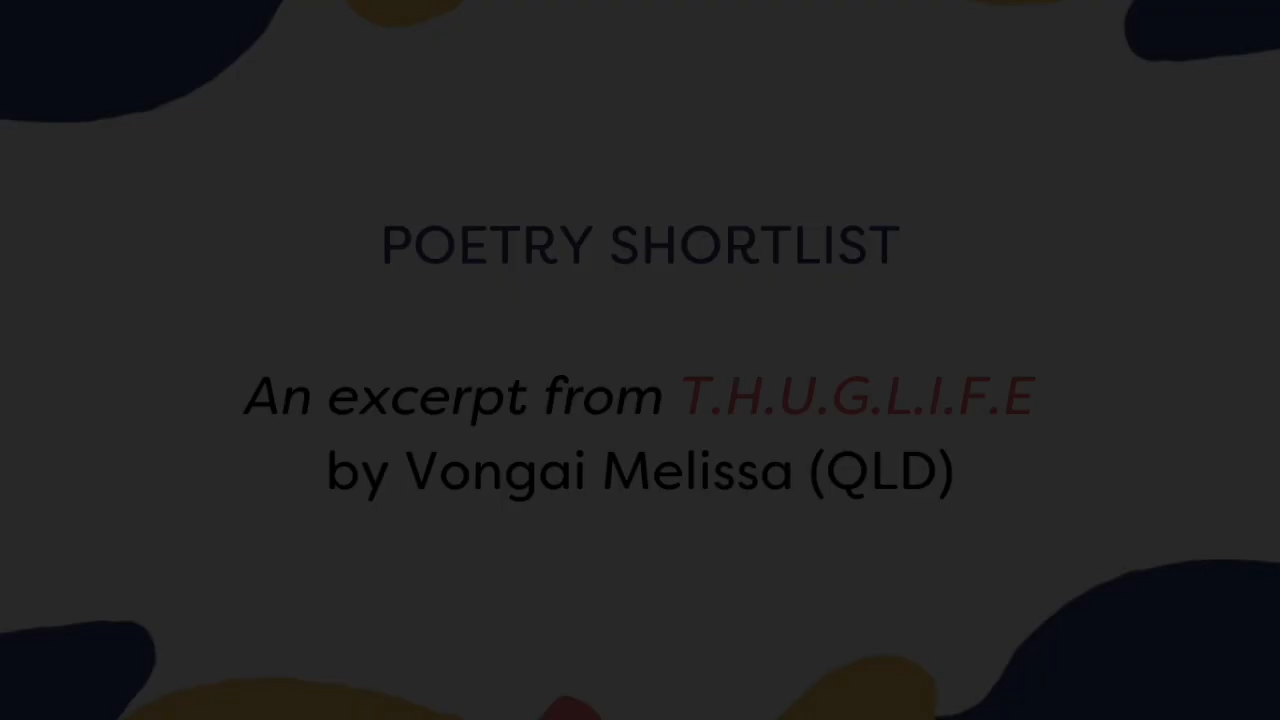 POETRY SHORTLIST
An excerpt from T.H.U.G.L.I.F.E
by Vongai Melissa (QLD)